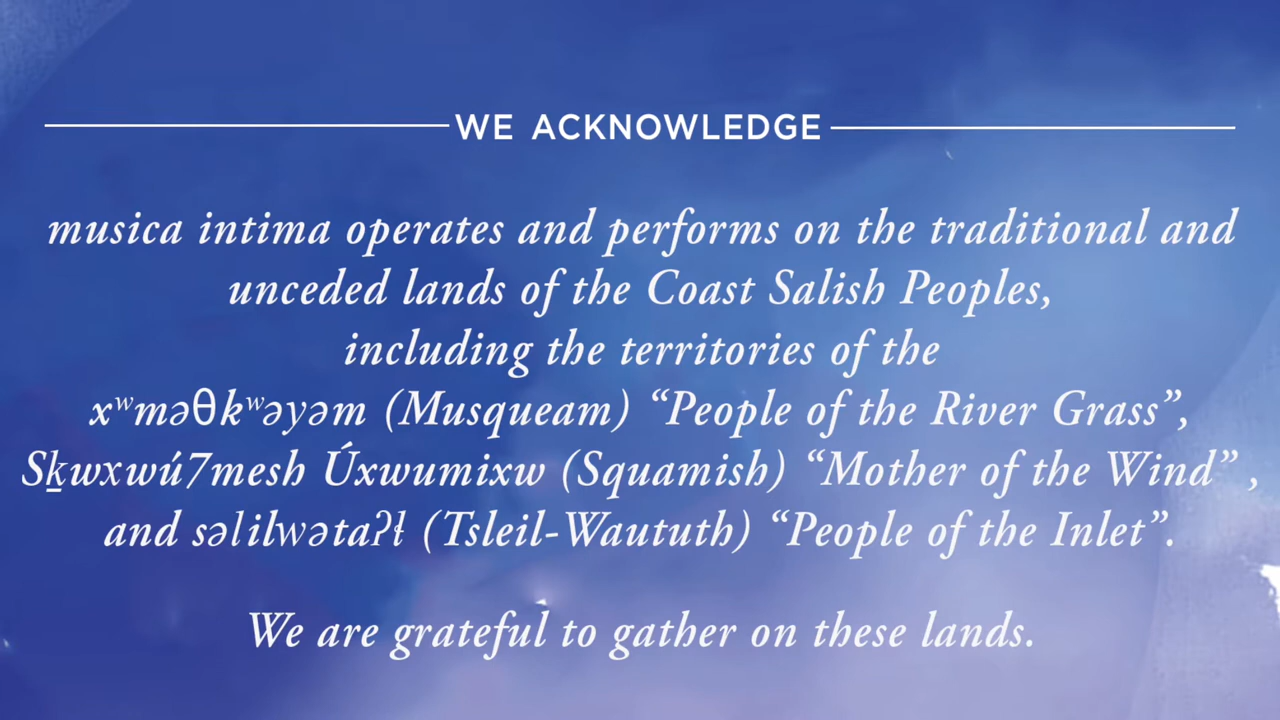 WE ACKNOWLEDGE
musica intima operates and performs on the traditional and
unceded lands of the Coast Salish Peoples,
including the territories of the
xʷməθkʷəyəm (Musqueam) “People of the River Grass”,
Sḵwxwú7mesh Úxwumixw (Squamish) “Mother of the Wind” ,
and səlilwətaʔɬ (Tsleil-Waututh) “People of the Inlet”.
We are grateful to gather on these lands.